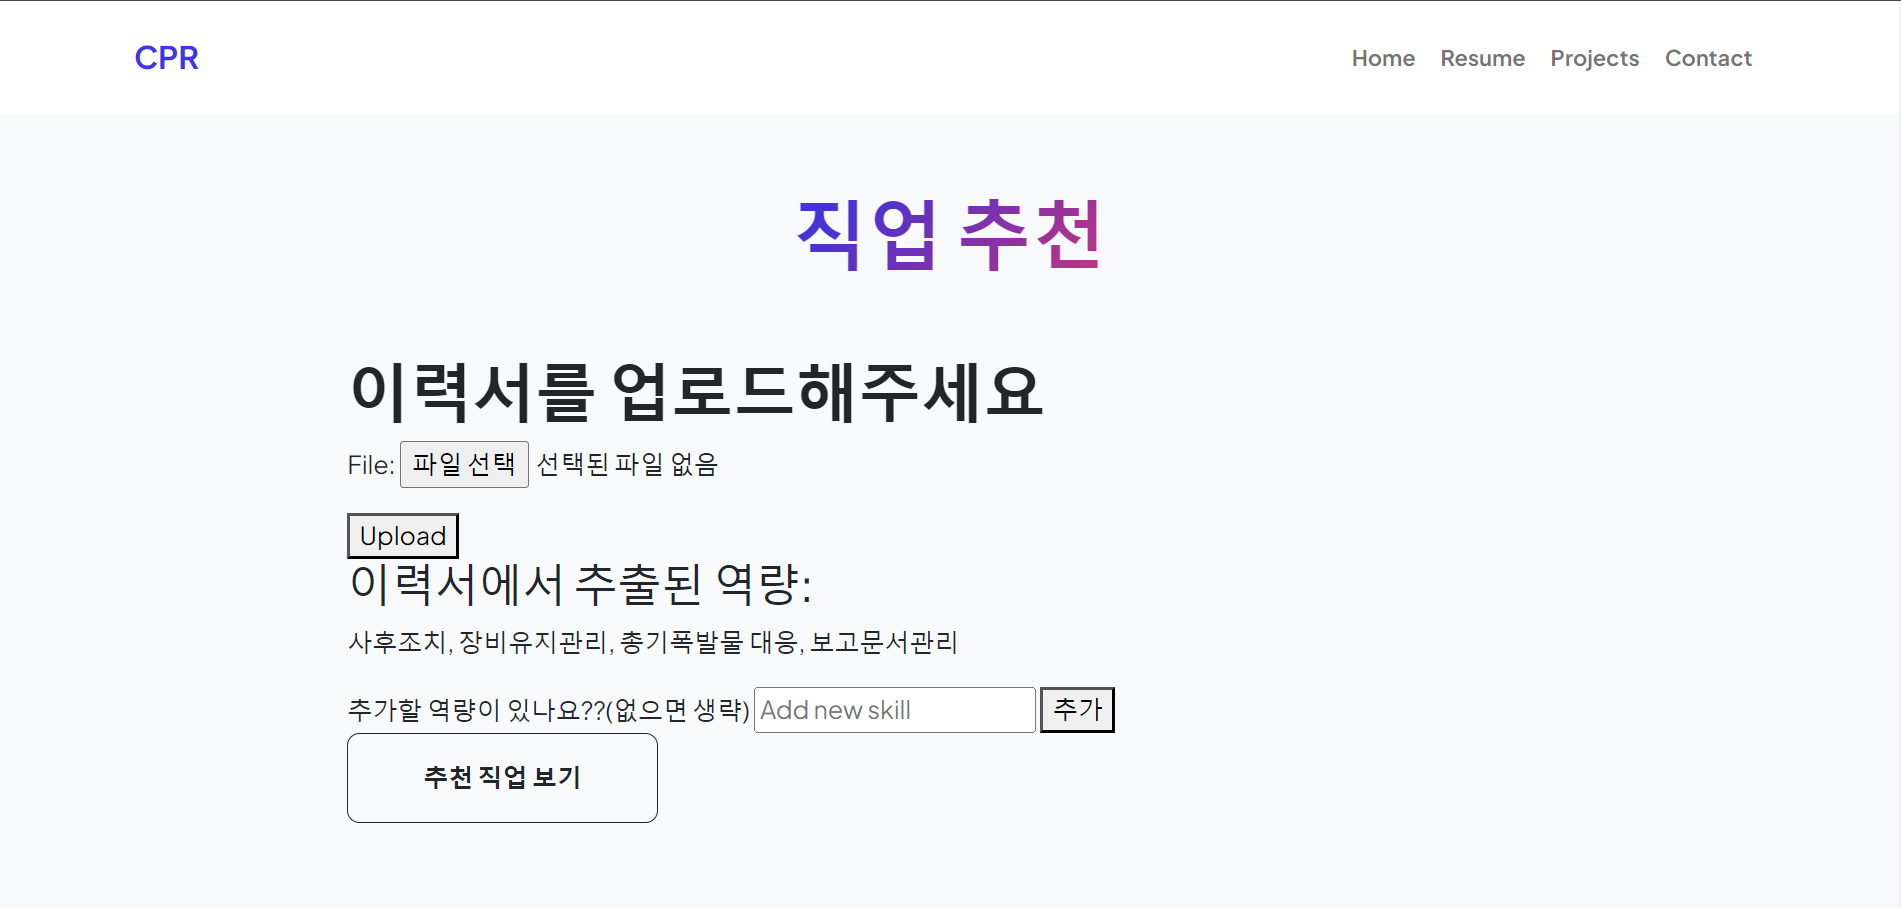 CPR Home Resume Projects Contact
직업 추천
이력서를 업로드해주세요
File: 파일 선택 선택된 파일 없음
Upload
이력서에서 추출된 역량:
사후조치, 장비유지관리, 총기폭발물 대응, 보고문서관리
추가할 역량이 있나요??(없으면 생략) Add new skill 추가
추천 직업 보기